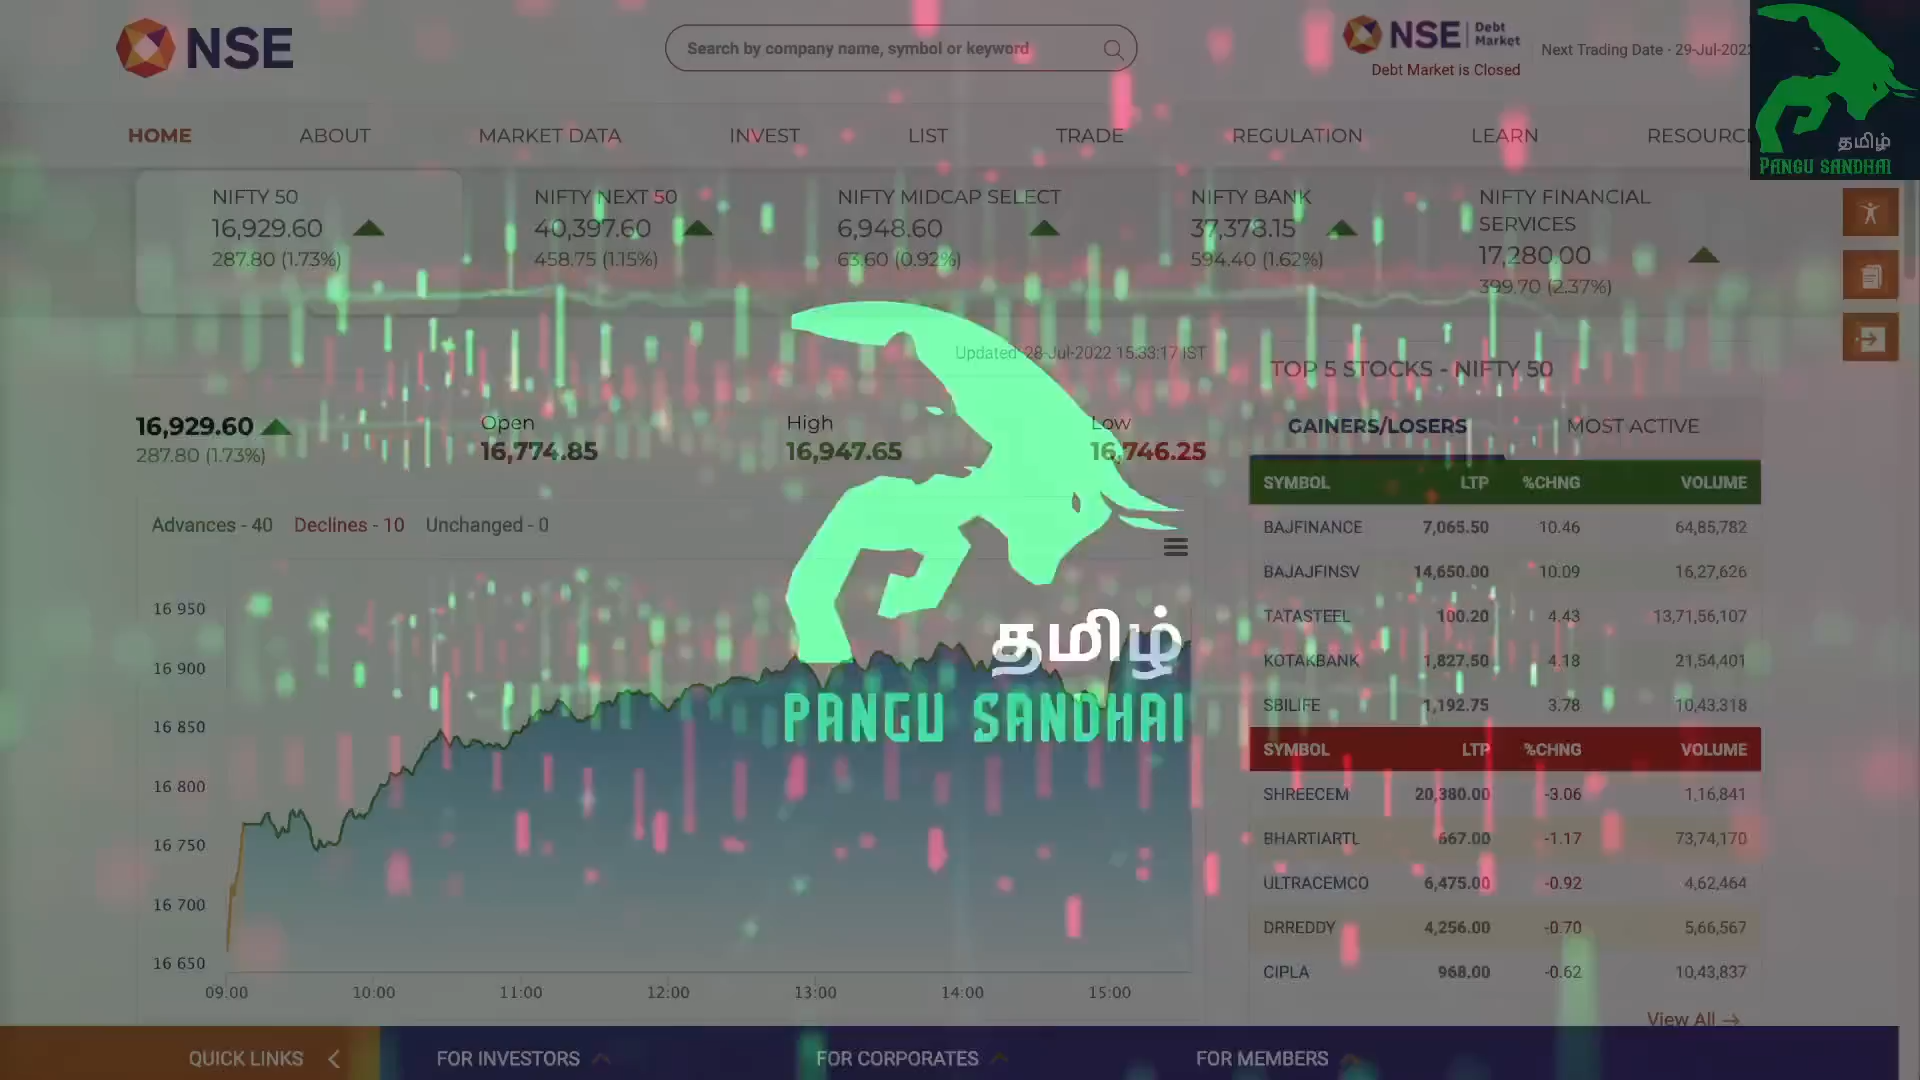 NSE
Search by company name, symbol or keyword
NSE Debt Market
Debt Market is Closed
Next Trading Date - 29-Jul-202
தமிழ்
PANGU SANDHAI
HOME ABOUT MARKET DATA INVEST LIST TRADE REGULATION LEARN
NIFTY 50
16,929.60
287.80 (1.73%)
NIFTY NEXT 50
40,397.60
458.75 (1.15%)
NIFTY MIDCAP SELECT
6,948.60
63.60 (0.92%)
NIFTY BANK
37,378.15
594.40 (1.62%)
NIFTY FINANCIAL
SERVICES
17,280.00
399.70 (2.37%)
Updated 28-Jul-2022 15:33:17 IST
16,929.60
287.80 (1.73%)
Open
16,774.85
High
16,947.65
Low
16,746.25
Advances - 40 Declines - 10 Unchanged - 0
16 950
16 900
16 850
16 800
16 750
16 700
16 650
09:00 10:00 11:00 12:00 13:00 14:00 15:00
தமிழ்
PANGU SANDHAI
TOP 5 STOCKS - NIFTY 50
GAINERS/LOSERS MOST ACTIVE
SYMBOL LTP %CHNG VOLUME
BAJFINANCE 7,065.50 10.46 64,85,782
BAJAJFINSV 14,650.00 10.09 16,27,626
TATASTEEL 100.20 4.43 13,71,56,107
KOTAKBANK 1,827.50 4.18 21,54,401
SBILIFE 1,192.75 3.78 10,43,318
SYMBOL LTP %CHNG VOLUME
SHREECEM 20,380.00 -3.06 1,16,841
BHARTIARTL 667.00 -1.17 73,74,170
ULTRACEMCO 6,475.00 -0.92 4,62,464
DRREDDY 4,256.00 -0.70 5,66,567
CIPLA 968.00 -0.62 10,43,837
View All
QUICK LINKS FOR INVESTORS FOR CORPORATES FOR MEMBERS